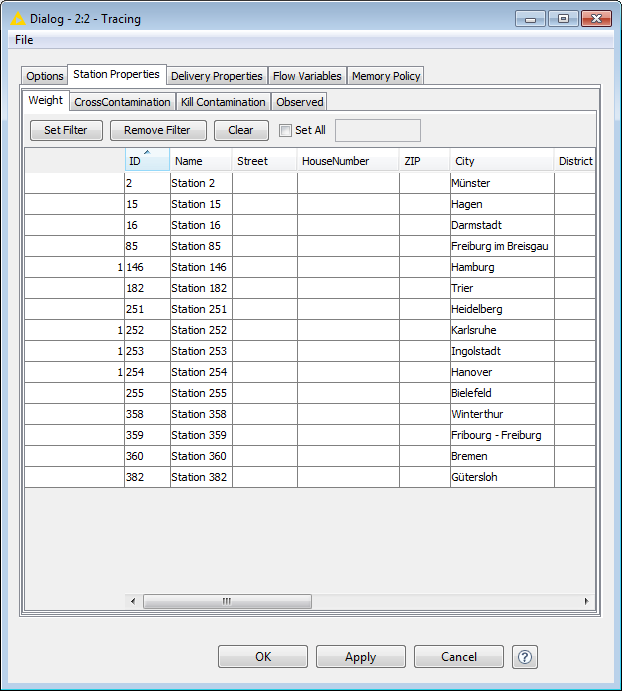 Dialog - 2:2 - Tracing
File
Options Station Properties Delivery Properties Flow Variables Memory Policy
Weight CrossContamination Kill Contamination Observed
Set Filter Remove Filter Clear Set All
ID Name Street HouseNumber ZIP City District
2 Station 2 Münster
15 Station 15 Hagen
16 Station 16 Darmstadt
85 Station 85 Freiburg im Breisgau
1 146 Station 146 Hamburg
182 Station 182 Trier
251 Station 251 Heidelberg
1 252 Station 252 Karlsruhe
1 253 Station 253 Ingolstadt
1 254 Station 254 Hanover
255 Station 255 Bielefeld
358 Station 358 Winterthur
359 Station 359 Fribourg - Freiburg
360 Station 360 Bremen
382 Station 382 Gütersloh
OK Apply Cancel ?